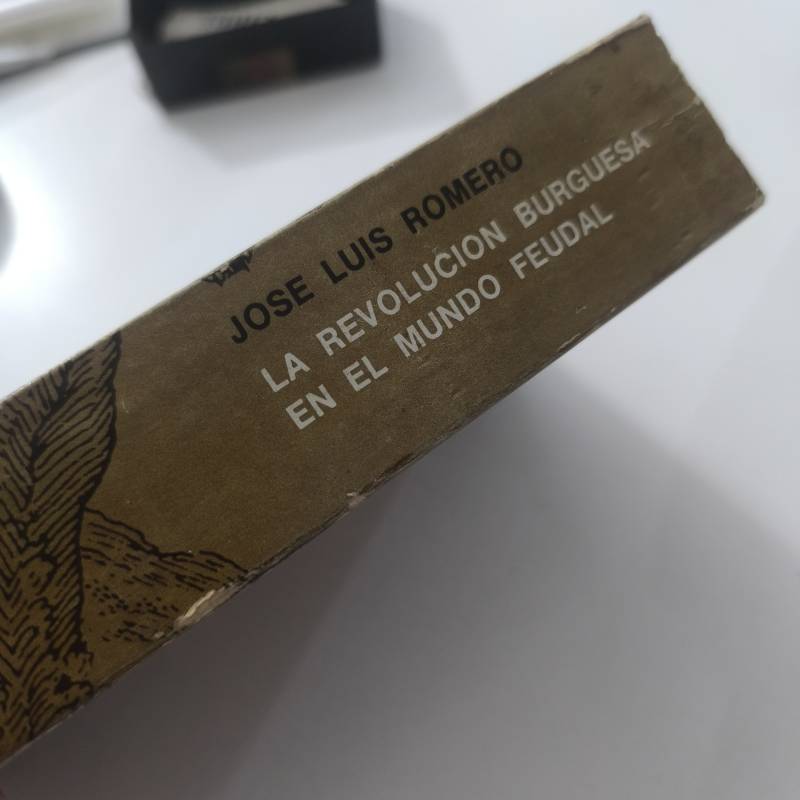 JOSE LUIS ROMERO
LA REVOLUCION BURGUESA
EN EL MUNDO FEUDAL